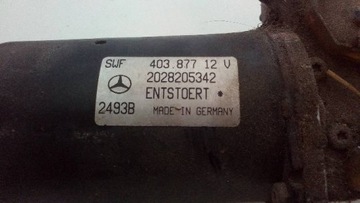 SWF 403.877 12 V
2028205342
ENTSTOERT •
2493B MADE IN GERMANY